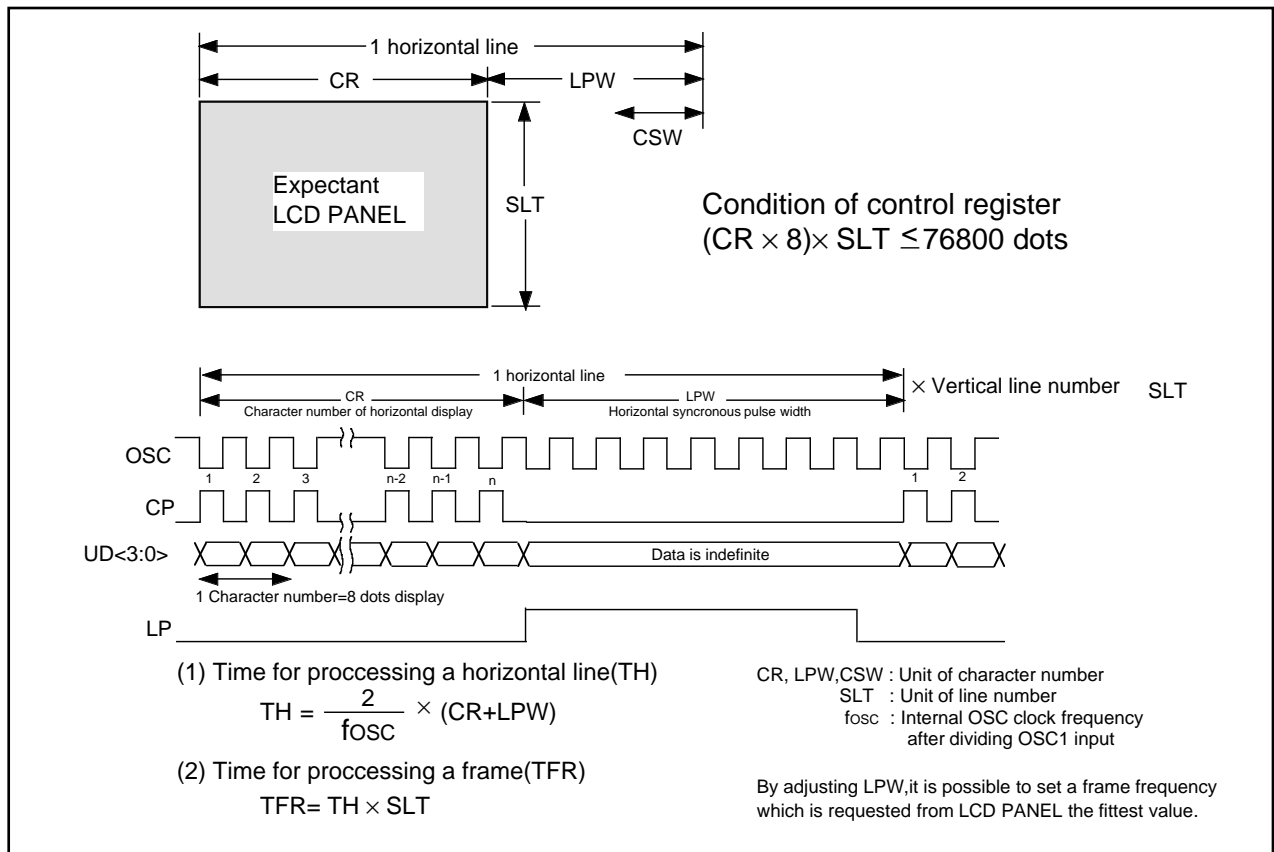 1 horizontal line
CR
LPW
CSW
Expectant
LCD PANEL
SLT
Condition of control register
(CR × 8)× SLT ≤76800 dots
1 horizontal line
× Vertical line number SLT
CR
Character number of horizontal display
LPW
Horizontal syncronous pulse width
OSC
1 2 3 n-2 n-1 n 1 2
CP
UD<3:0>
Data is indefinite
1 Character number=8 dots display
LP
(1) Time for proccessing a horizontal line(TH)
TH = 2 / fOSC × (CR+LPW)
(2) Time for proccessing a frame(TFR)
TFR= TH × SLT
CR, LPW,CSW : Unit of character number
SLT : Unit of line number
fosc : Internal OSC clock frequency
after dividing OSC1 input
By adjusting LPW,it is possible to set a frame frequency
which is requested from LCD PANEL the fittest value.